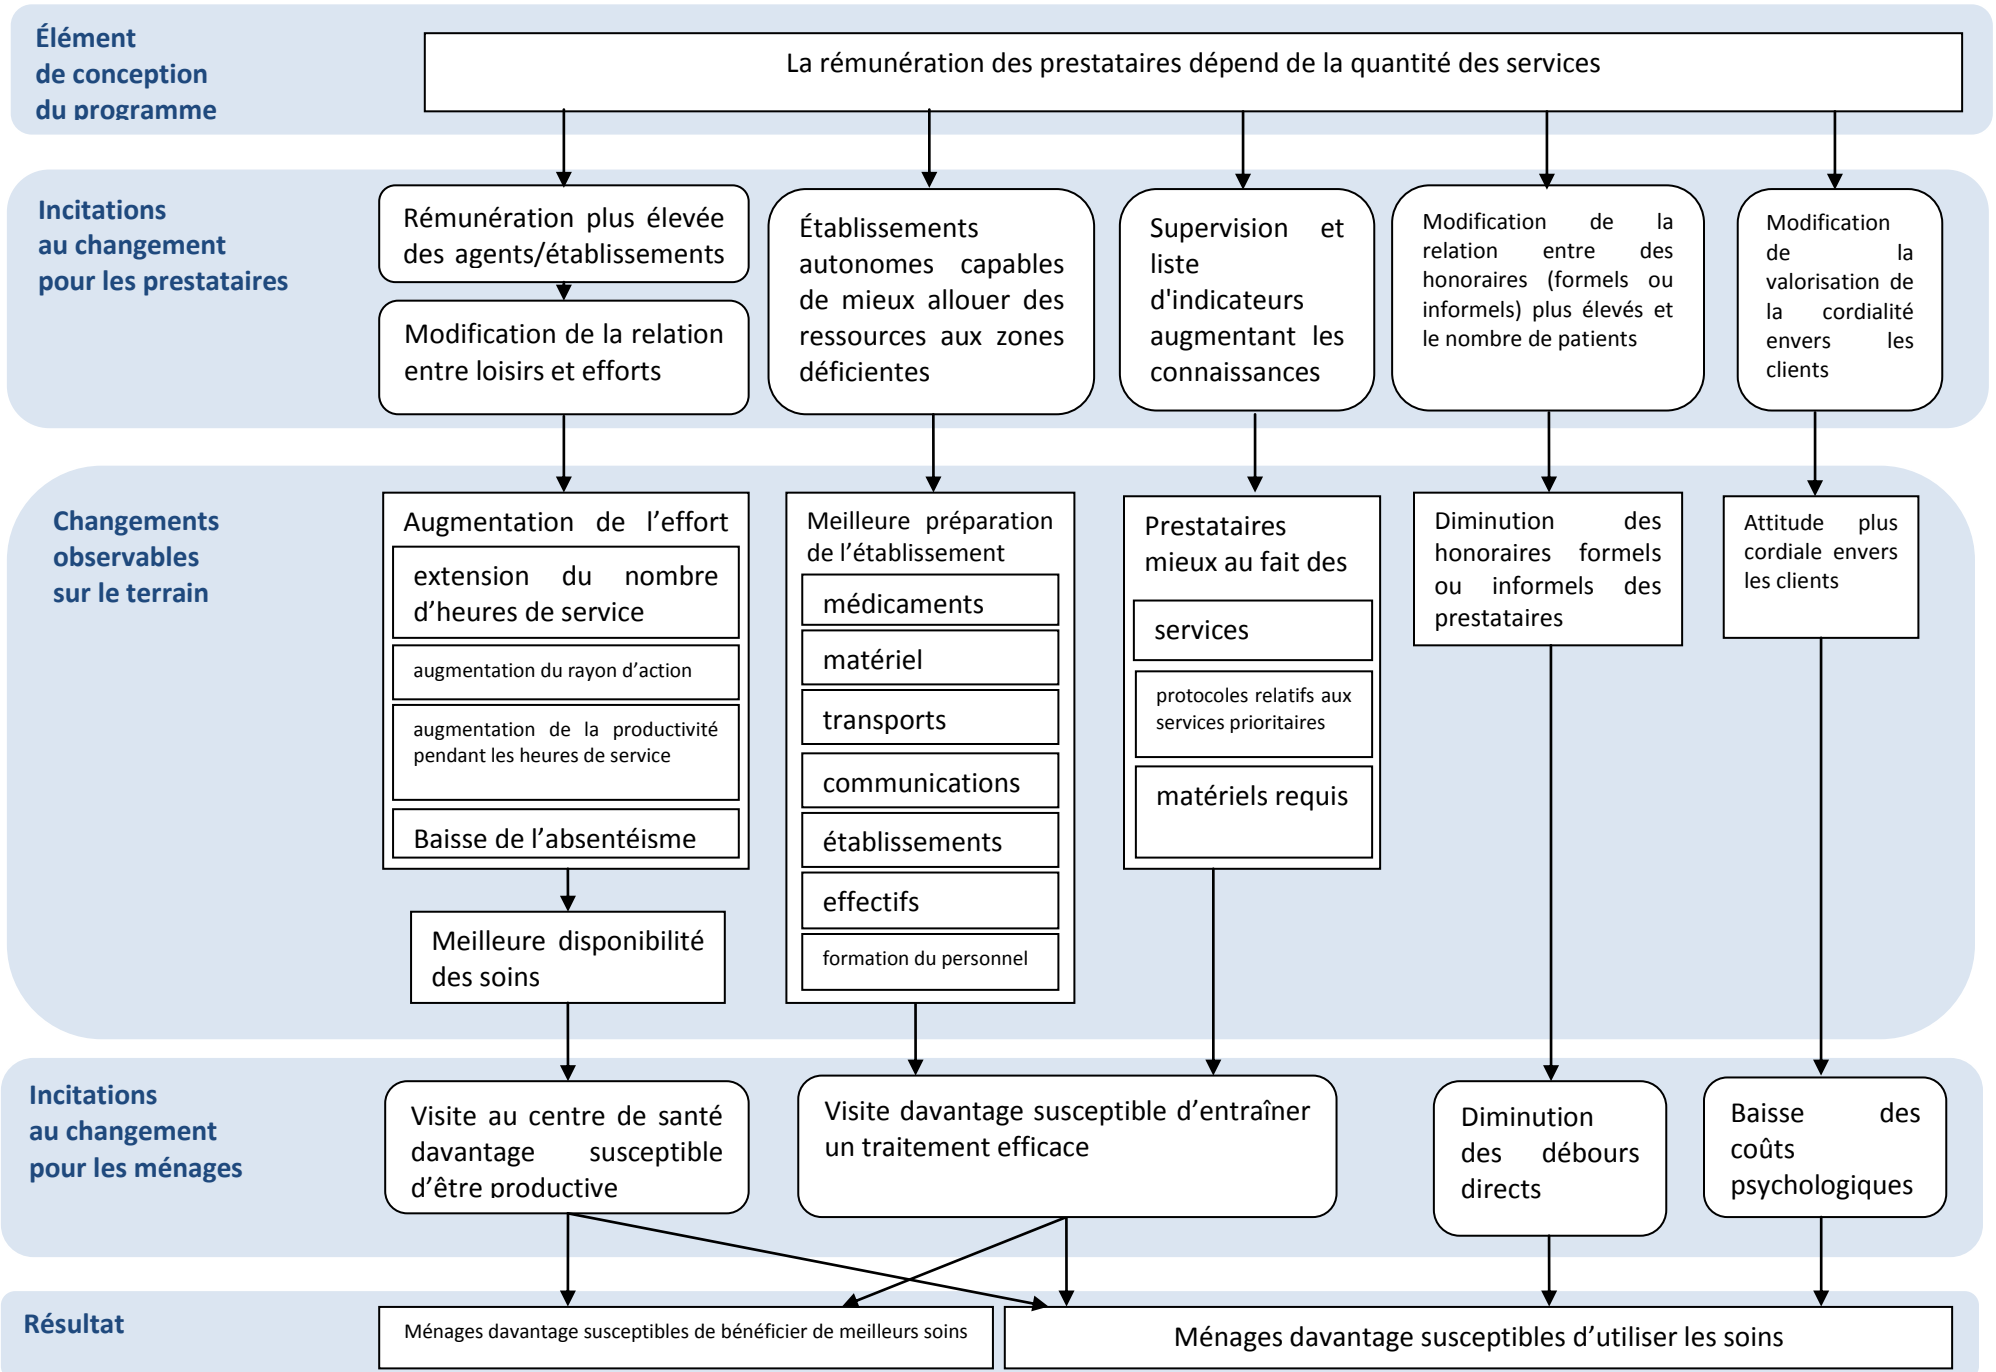 Élément
de conception
du programme
La rémunération des prestataires dépend de la quantité des services
Incitations
au changement
pour les prestataires
Rémunération plus élevée
des agents/établissements
Modification de la relation
entre loisirs et efforts
Établissements
autonomes capables
de mieux allouer des
ressources aux zones
déficientes
Supervision et
liste
d'indicateurs
augmentant les
connaissances
Modification de la
relation entre des
honoraires (formels ou
informels) plus élevés et
le nombre de patients
Modification
de la
valorisation de
la cordialité
envers les
clients
Changements
observables
sur le terrain
Augmentation de l’effort
extension du nombre
d’heures de service
augmentation du rayon d’action
augmentation de la productivité
pendant les heures de service
Baisse de l’absentéisme
Meilleure disponibilité
des soins
Meilleure préparation
de l’établissement
médicaments
matériel
transports
communications
établissements
effectifs
formation du personnel
Prestataires
mieux au fait des
services
protocoles relatifs aux
services prioritaires
matériels requis
Diminution des
honoraires formels
ou informels des
prestataires
Attitude plus
cordiale envers
les clients
Incitations
au changement
pour les ménages
Visite au centre de santé
davantage susceptible
d’être productive
Visite davantage susceptible d’entraîner
un traitement efficace
Diminution
des débours
directs
Baisse des
coûts
psychologiques
Résultat
Ménages davantage susceptibles de bénéficier de meilleurs soins
Ménages davantage susceptibles d’utiliser les soins